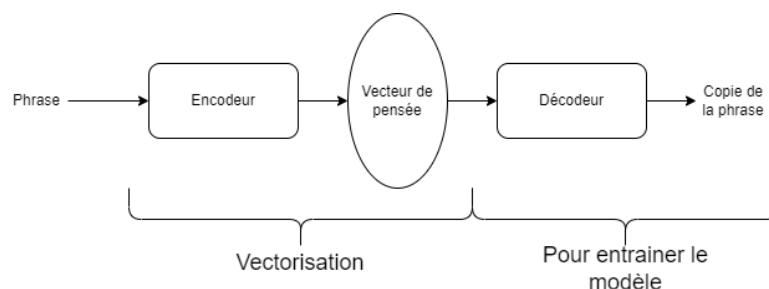 Phrase
Encodeur
Vecteur de
pensée
Décodeur
Copie de
la phrase
Vectorisation
Pour entrainer le
modèle